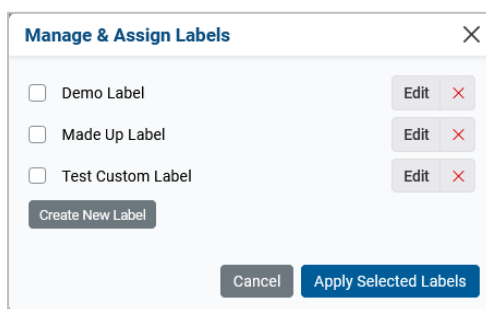 Manage & Assign Labels
Demo Label Edit
Made Up Label Edit
Test Custom Label Edit
Create New Label
Cancel Apply Selected Labels